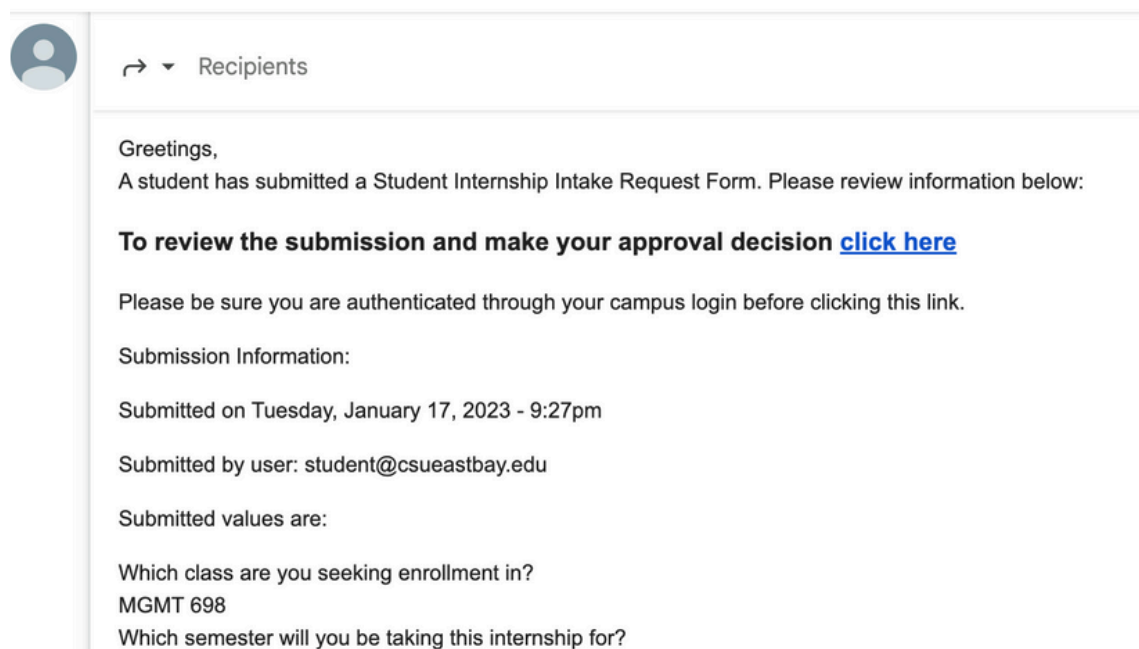 Recipients
Greetings,
A student has submitted a Student Internship Intake Request Form. Please review information below:
To review the submission and make your approval decision click here
Please be sure you are authenticated through your campus login before clicking this link.
Submission Information:
Submitted on Tuesday, January 17, 2023 - 9:27pm
Submitted by user: student@csueastbay.edu
Submitted values are:
Which class are you seeking enrollment in?
MGMT 698
Which semester will you be taking this internship for?